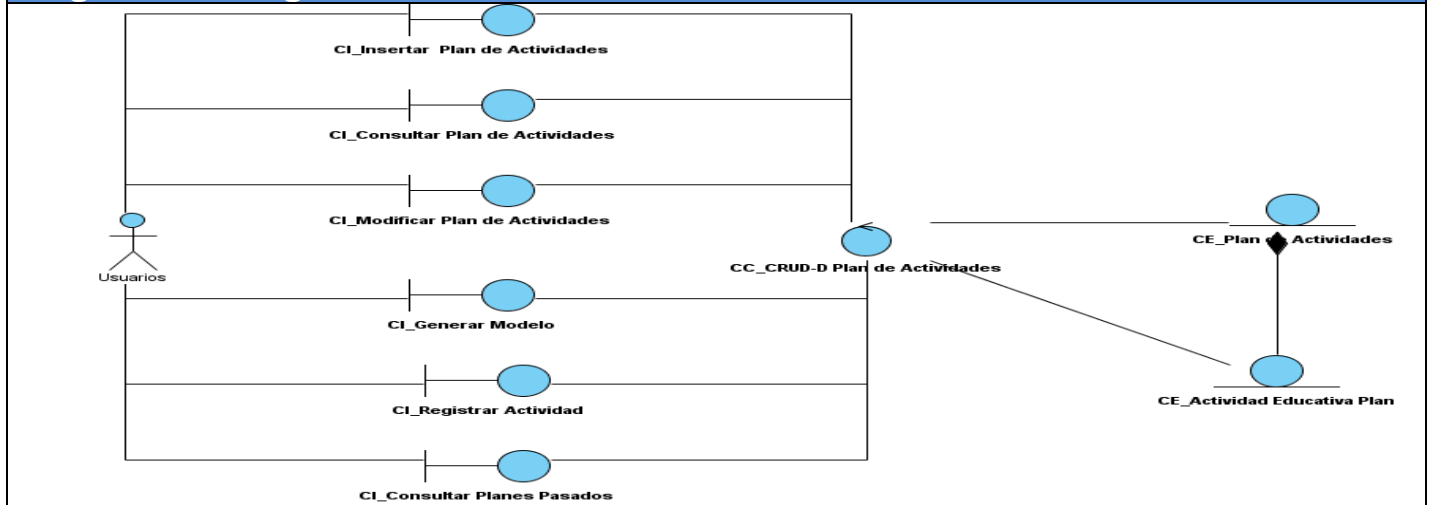 CI_Insertar Plan de Actividades
CI_Consultar Plan de Actividades
CI_Modificar Plan de Actividades
Usuarios
CC_CRUD-D Plan de Actividades
CE_Plan de Actividades
CI_Generar Modelo
CI_Registrar Actividad
CE_Actividad Educativa Plan
CI_Consultar Planes Pasados